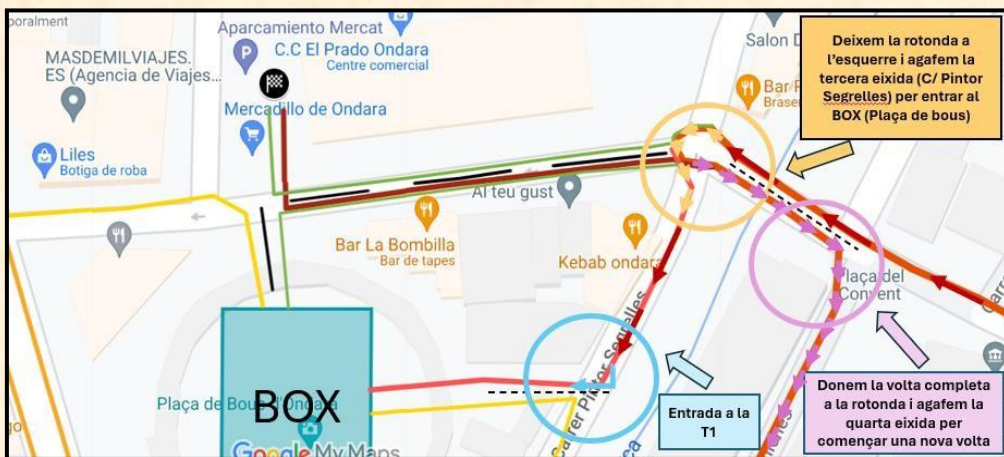 poralment
Aparcamiento Mercat
P
C.C El Prado Ondara
Centre comercial
MASDEMILVIAJES.
ES (Agencia de Viajes...
Mercadillo de Ondara
Liles
Botiga de roba
Salon
Bar
Deixem la rotonda a
l'esquerre i agafem la
tercera eixida (C/ Pintor
Segrelles) per entrar al
BOX (Plaça de bous)
Al teu gust
Bar La Bombilla
Bar de tapes
Kebab ondara
Plaça del
Convent
Carrer Pintor Segrelles
BOX
Plaça de Bous d'Ondara
Google My Maps
Entrada a la
T1
Donem la volta completa
a la rotonda i agafem la
quarta eixida per
començar una nova volta